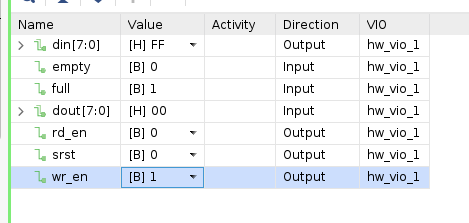 Name Value Activity Direction VIO
din[7:0] [H] FF Output hw_vio_1
empty [B] 0 Input hw_vio_1
full [B] 1 Input hw_vio_1
dout[7:0] [H] 00 Input hw_vio_1
rd_en [B] 0 Output hw_vio_1
srst [B] 0 Output hw_vio_1
wr_en [B] 1 Output hw_vio_1